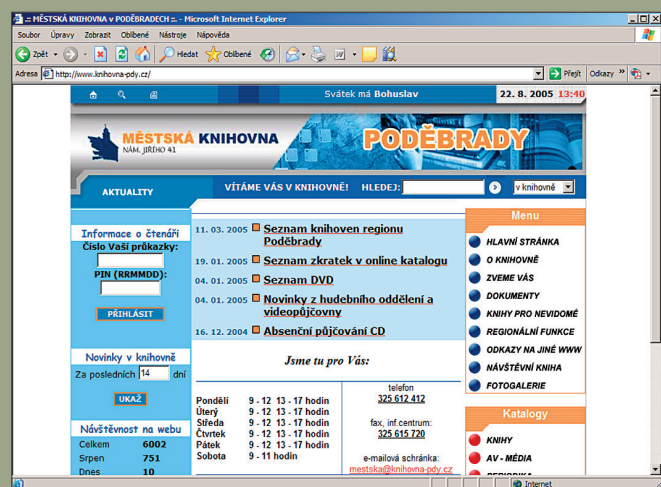 .:: MĚSTSKÁ KNIHOVNA v PODĚBRADECH ::. - Microsoft Internet Explorer
Soubor Úpravy Zobrazit Oblíbené Nástroje Nápověda
Zpět Hledat Oblíbené
Adresa http://www.knihovna-pdy.cz/ Přejít Odkazy »
Svátek má Bohuslav 22. 8. 2005 13:40
MĚSTSKÁ KNIHOVNA
NÁM. JIŘÍHO 41
PODĚBRADY
AKTUALITY
VÍTÁME VÁS V KNIHOVNĚ! HLEDEJ: v knihovně
Informace o čtenáři
Číslo Vaší průkazky:
PIN (RRMMDD):
PŘIHLÁSIT
Novinky v knihovně
Za posledních 14 dní
UKAŽ
Návštěvnost na webu
Celkem 6002
Srpen 751
Dnes 10
11. 03. 2005 Seznam knihoven regionu
Poděbrady
19. 01. 2005 Seznam zkratek v online katalogu
04. 01. 2005 Seznam DVD
04. 01. 2005 Novinky z hudebního oddělení a
videopůjčovny
16. 12. 2004 Absenční půjčování CD
Jsme tu pro Vás:
Pondělí 9 - 12 13 - 17 hodin
Úterý 9 - 12 13 - 17 hodin
Středa 9 - 12 13 - 17 hodin
Čtvrtek 9 - 12 13 - 17 hodin
Pátek 9 - 12 13 - 17 hodin
Sobota 9 - 11 hodin
telefon
325 612 412
fax, inf.centrum:
325 615 720
e-mailová schránka:
mestska@knihovna-pdy.cz
Menu
HLAVNÍ STRÁNKA
O KNIHOVNĚ
ZVEME VÁS
DOKUMENTY
KNIHY PRO NEVIDOMÉ
REGIONÁLNÍ FUNKCE
ODKAZY NA JINÉ WWW
NÁVŠTĚVNÍ KNIHA
FOTOGALERIE
Katalogy
KNIHY
AV - MÉDIA
PERIODIKA
Internet